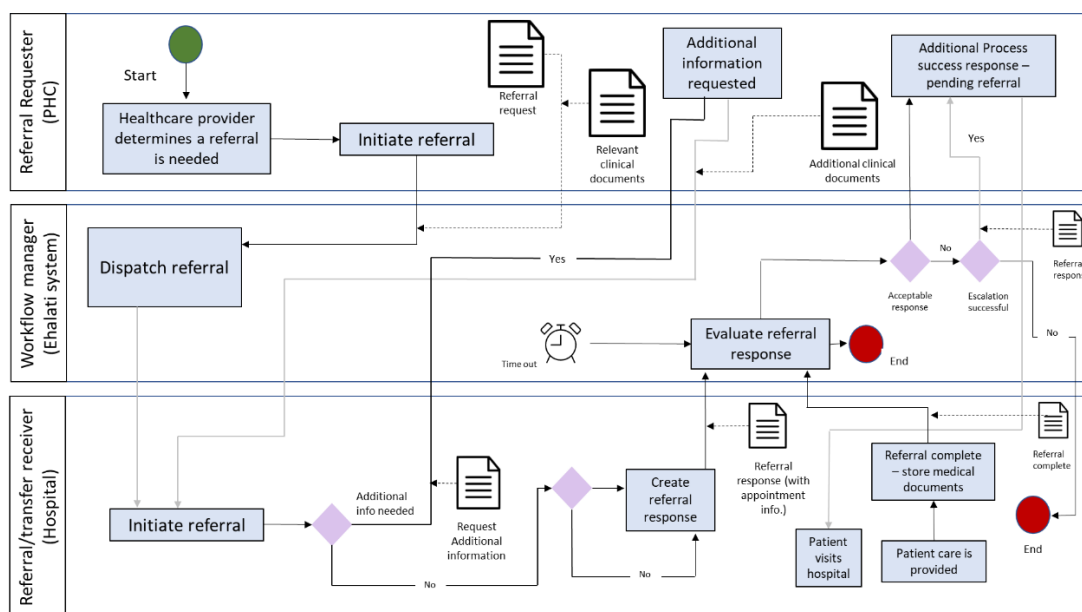 Referral Requester
(PHC)
Start
Healthcare provider
determines a referral
is needed
Initiate referral
Referral
request
Relevant
clinical
documents
Additional
information
requested
Additional clinical
documents
Additional Process
success response –
pending referral
Yes
Workflow manager
(Ehalati system)
Dispatch referral
Yes
Time out
Evaluate referral
response
End
Acceptable
response
No
Escalation
successful
Referral
response
No
Referral/transfer receiver
(Hospital)
Initiate referral
Additional
info needed
No
Request
Additional
information
No
Create
referral
response
Referral
response (with
appointment
info.)
Patient
visits
hospital
Referral complete
– store medical
documents
Patient care is
provided
Referral
complete
End